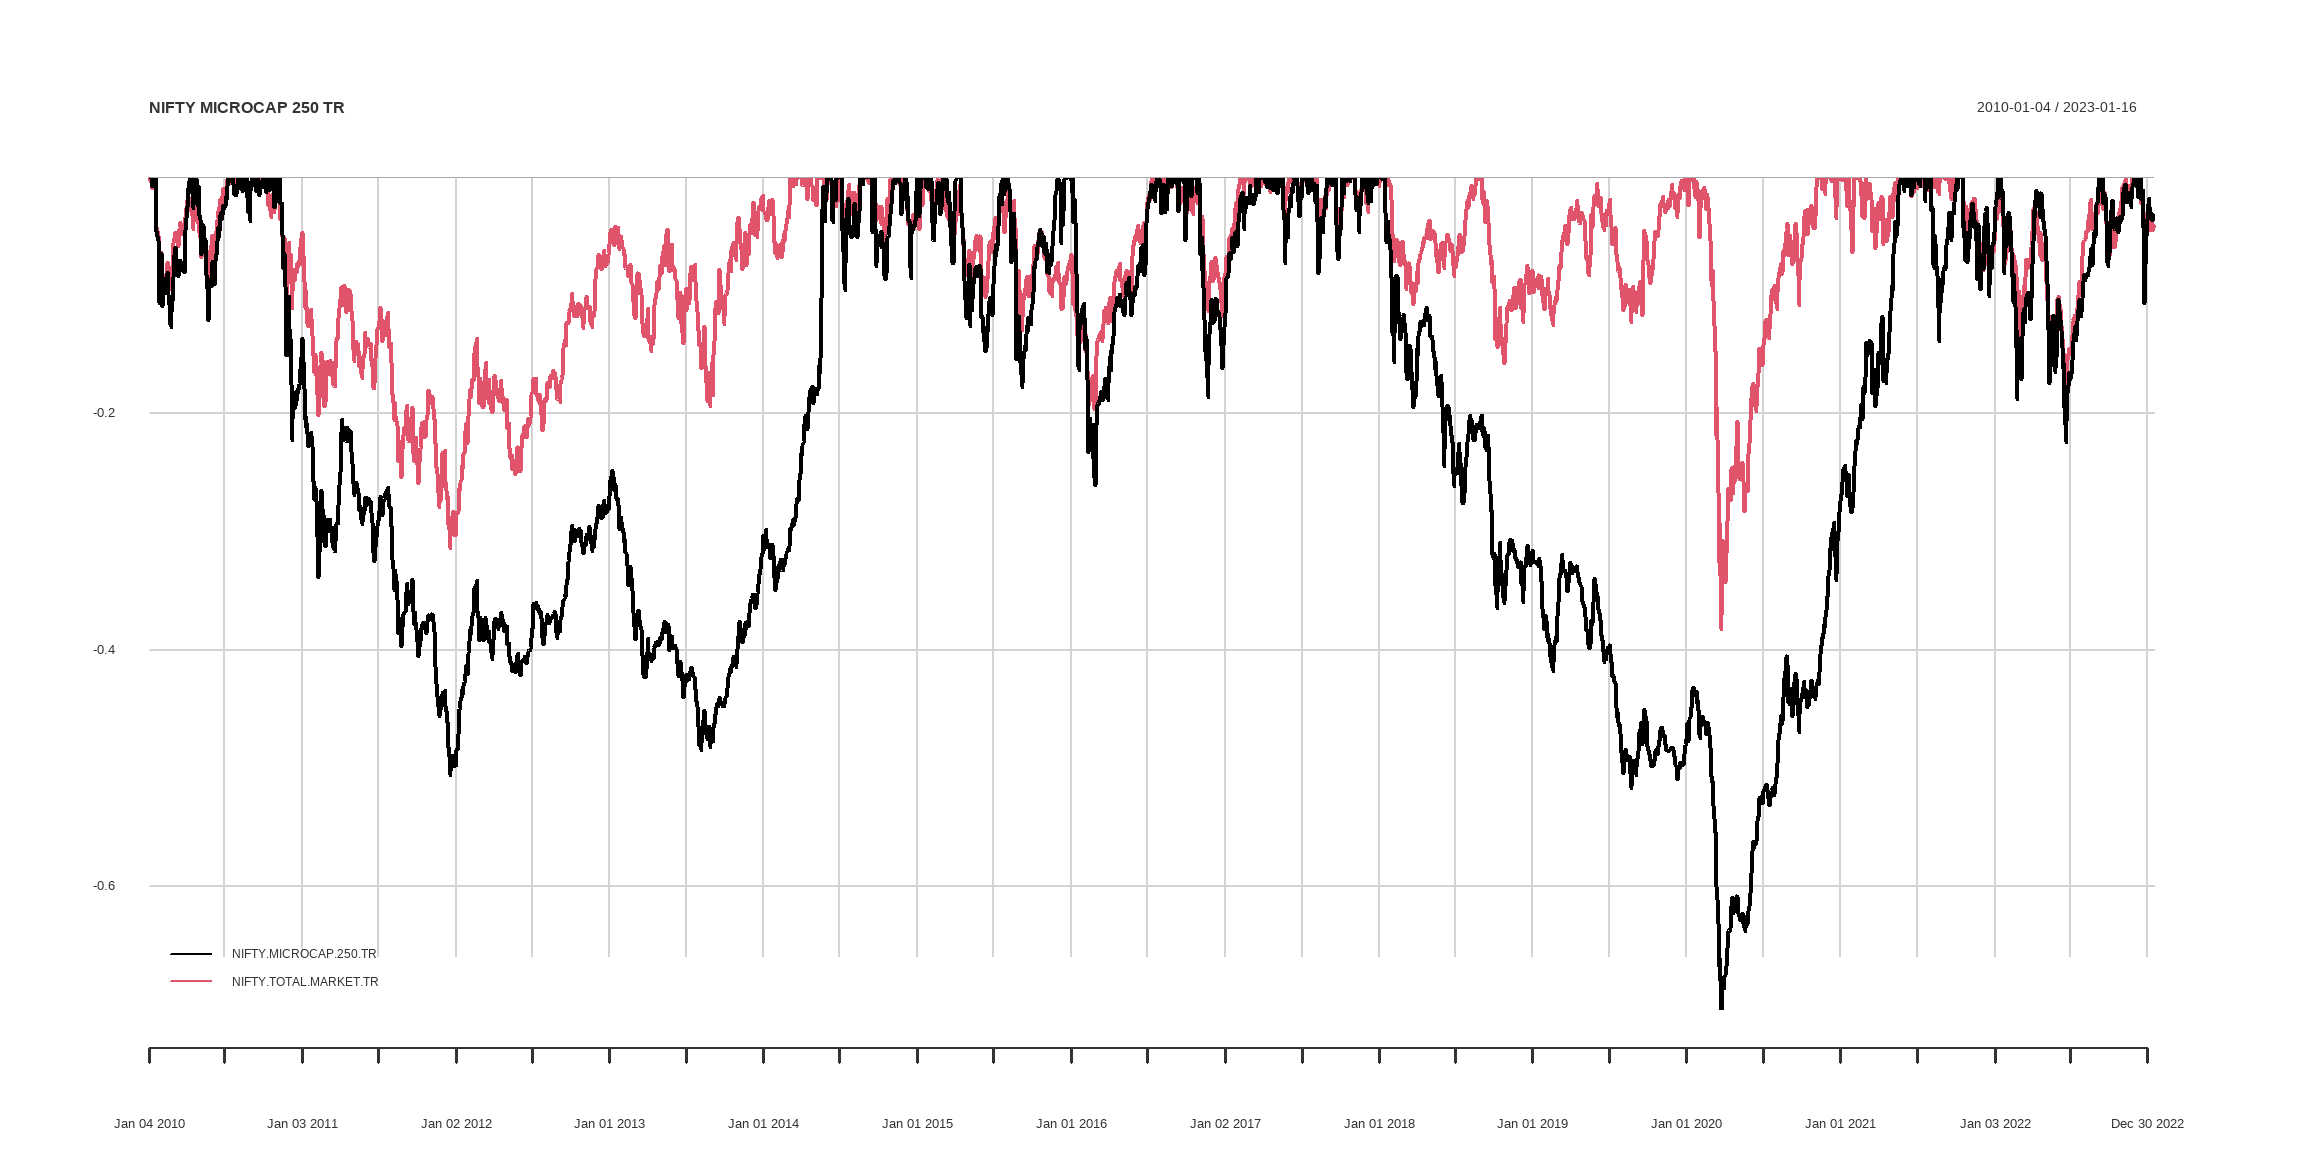 NIFTY MICROCAP 250 TR
2010-01-04 / 2023-01-16
-0.2
-0.4
-0.6
NIFTY.MICROCAP.250.TR
NIFTY.TOTAL.MARKET.TR
Jan 04 2010 Jan 03 2011 Jan 02 2012 Jan 01 2013 Jan 01 2014 Jan 01 2015 Jan 01 2016 Jan 02 2017 Jan 01 2018 Jan 01 2019 Jan 01 2020 Jan 01 2021 Jan 03 2022 Dec 30 2022